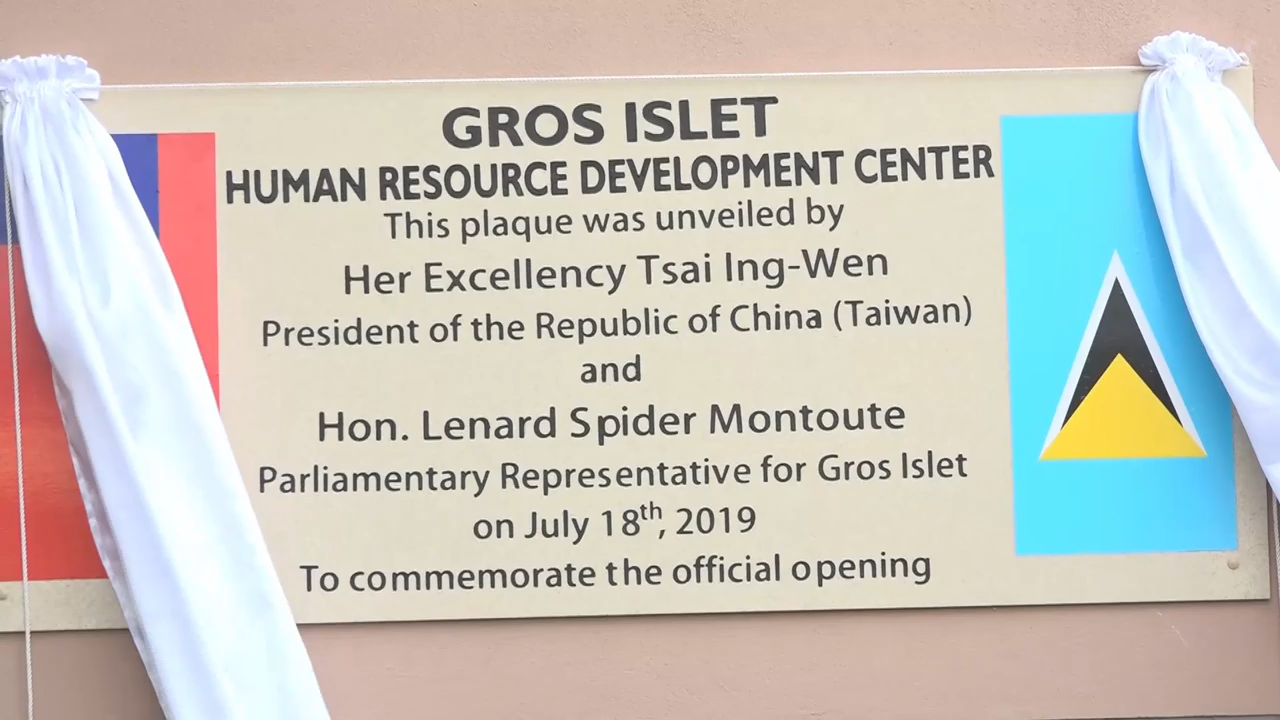 GROS ISLET
HUMAN RESOURCE DEVELOPMENT CENTER
This plaque was unveiled by
Her Excellency Tsai Ing-Wen
President of the Republic of China (Taiwan)
and
Hon. Lenard Spider Montoute
Parliamentary Representative for Gros Islet
on July 18th, 2019
To commemorate the official opening